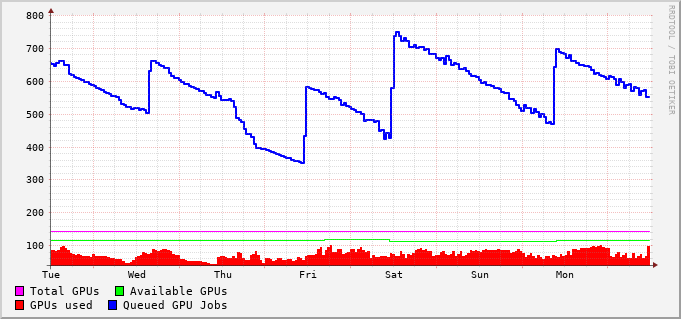 800
700
600
500
400
300
200
100
Tue Wed Thu Fri Sat Sun Mon
Total GPUs Available GPUs
GPUs used Queued GPU Jobs
RRDTOOL / TOBI OETIKER